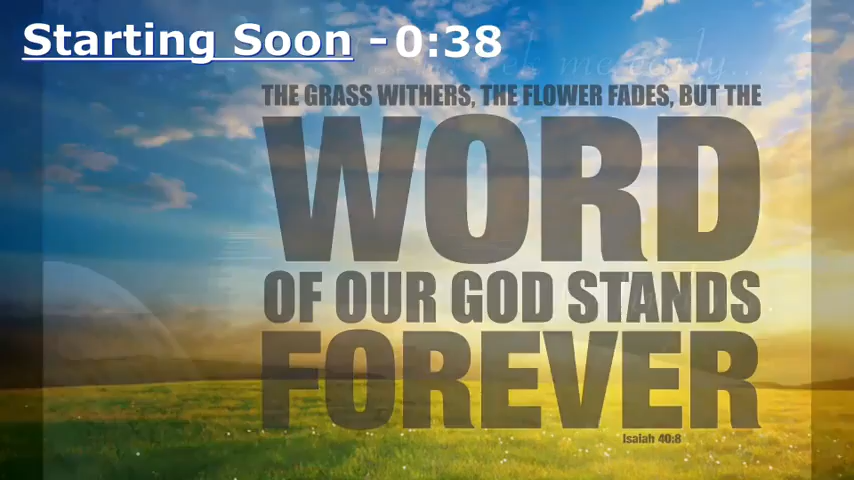 Starting Soon - 0:38
THE GRASS WITHERS, THE FLOWER FADES, BUT THE
WORD
OF OUR GOD STANDS
FOREVER
Isaiah 40:8